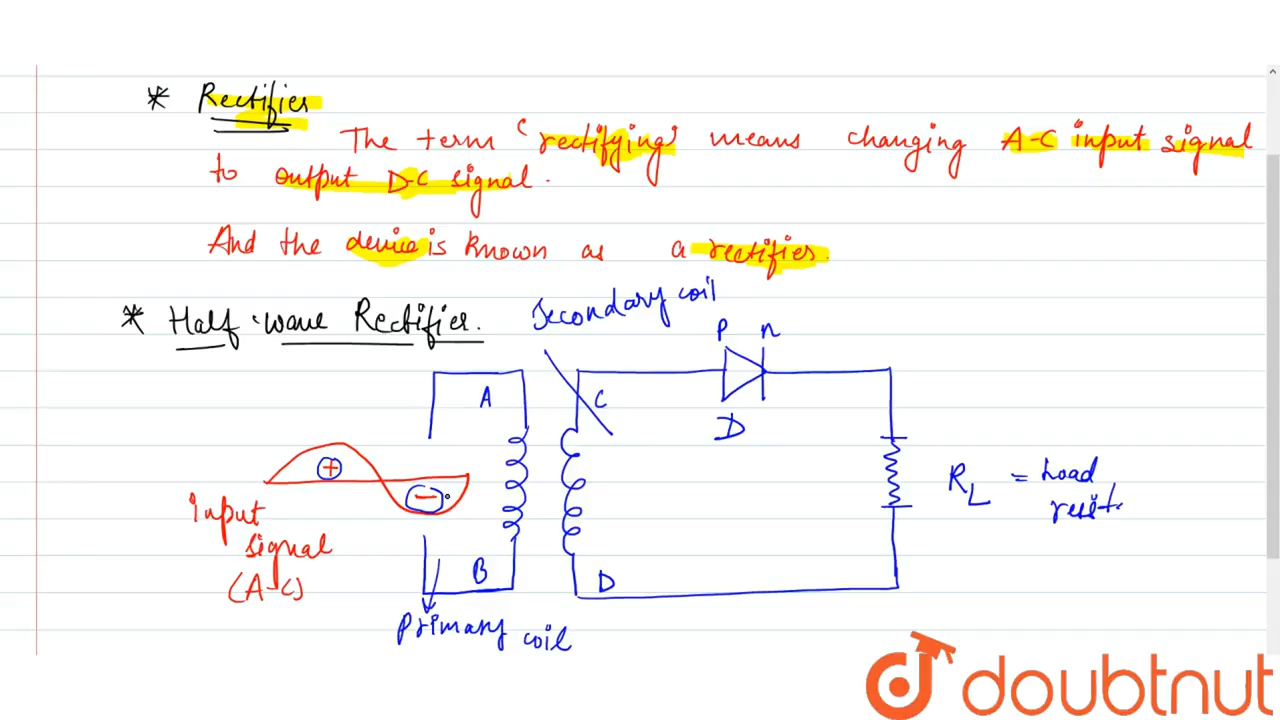 * Rectifier
The term 'rectifying' means changing A-C input signal
to output D-C signal.
And the device is known as a rectifier.
* Half-wave Rectifier.
Secondary coil
P n
A
C
D
+
-
Input
signal
(A-C)
RL = Load
B
D
Primary coil
doubtnut